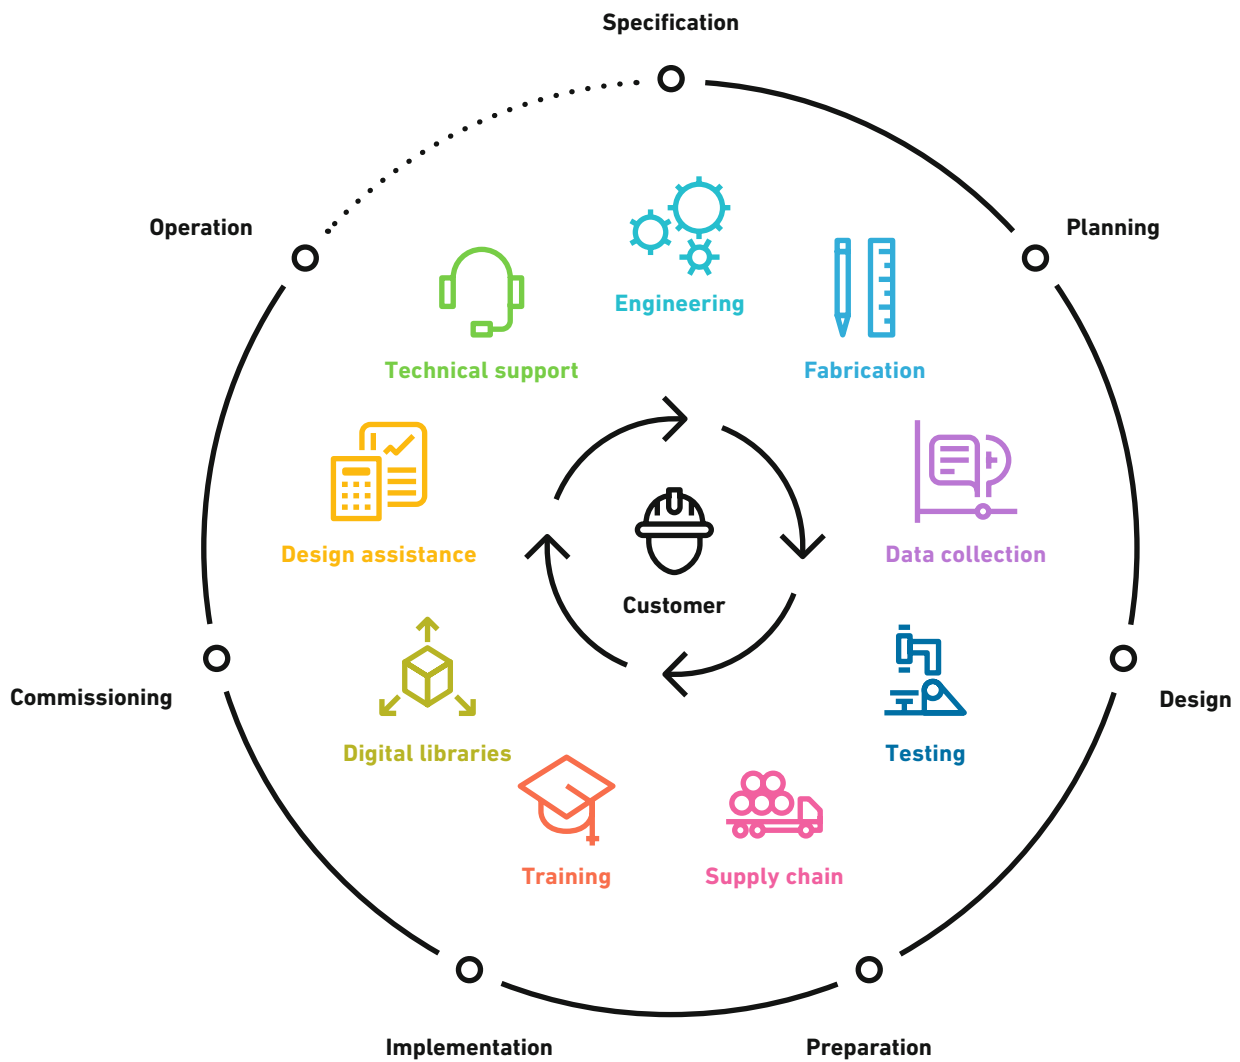 Specification
Operation
Planning
Engineering
Technical support
Fabrication
Design assistance
Data collection
Customer
Commissioning
Design
Digital libraries
Testing
Training
Supply chain
Implementation
Preparation